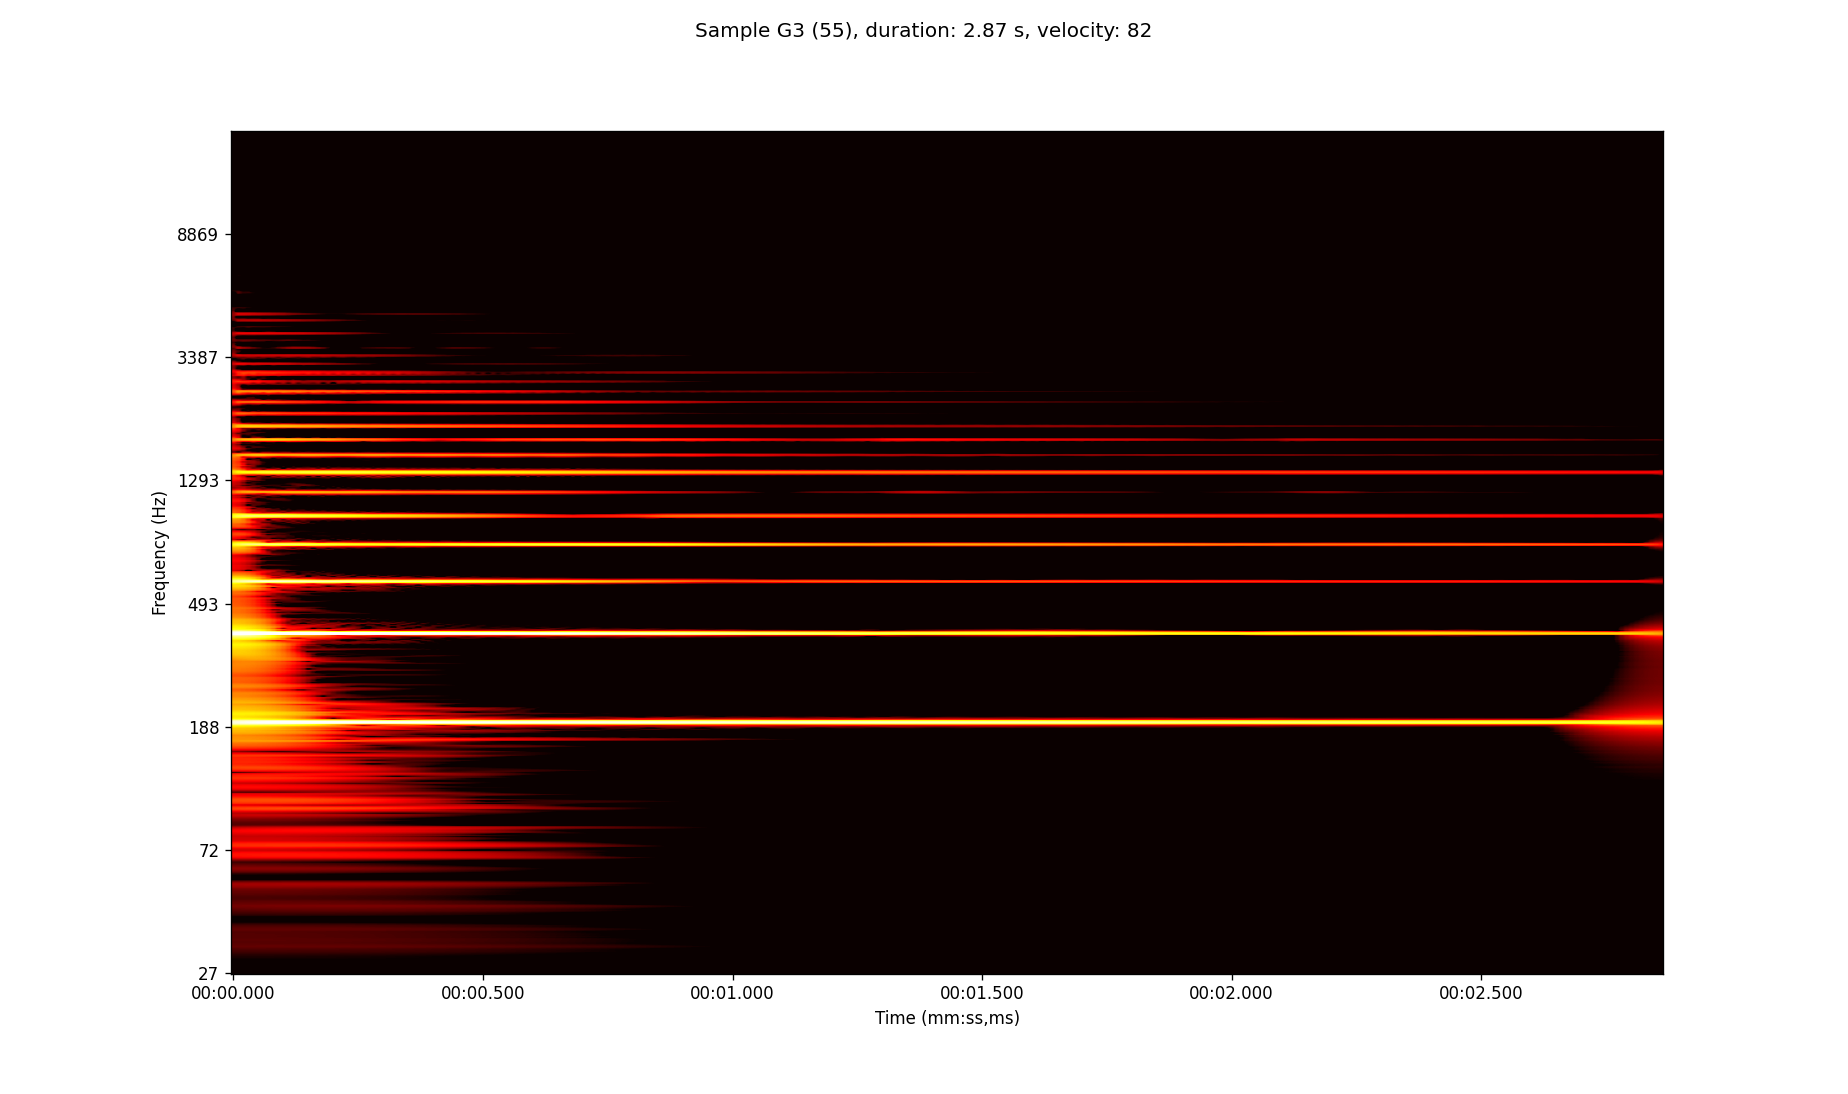 Sample G3 (55), duration: 2.87 s, velocity: 82
8869
3387
1293
493
188
72
27
Frequency (Hz)
00:00.000 00:00.500 00:01.000 00:01.500 00:02.000 00:02.500
Time (mm:ss,ms)